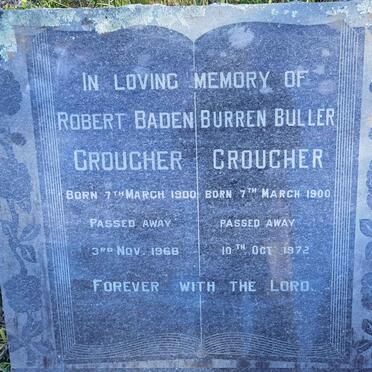 IN LOVING MEMORY OF
ROBERT BADEN BURREN BULLER
CROUCHER CROUCHER
BORN 7TH MARCH 1900 BORN 7TH MARCH 1900
PASSED AWAY PASSED AWAY
3RD NOV. 1968 10TH OCT 1972
FOREVER WITH THE LORD.